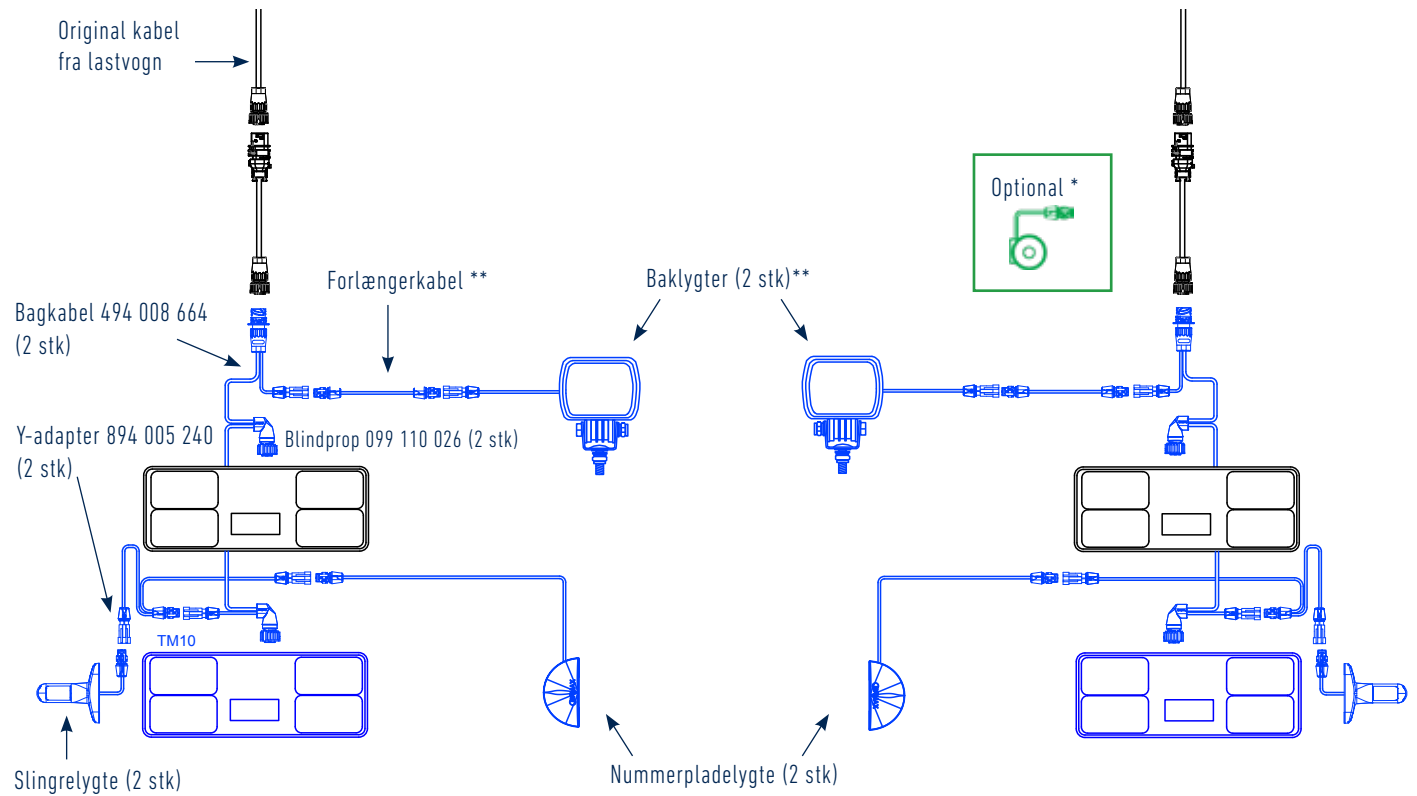 Original kabel
fra lastvogn
Optional *
Forlængerkabel **
Baklygter (2 stk)**
Bagkabel 494 008 664
(2 stk)
Y-adapter 894 005 240
(2 stk)
Blindprop 099 110 026 (2 stk)
TM10
Slingrelygte (2 stk)
Nummerpladelygte (2 stk)